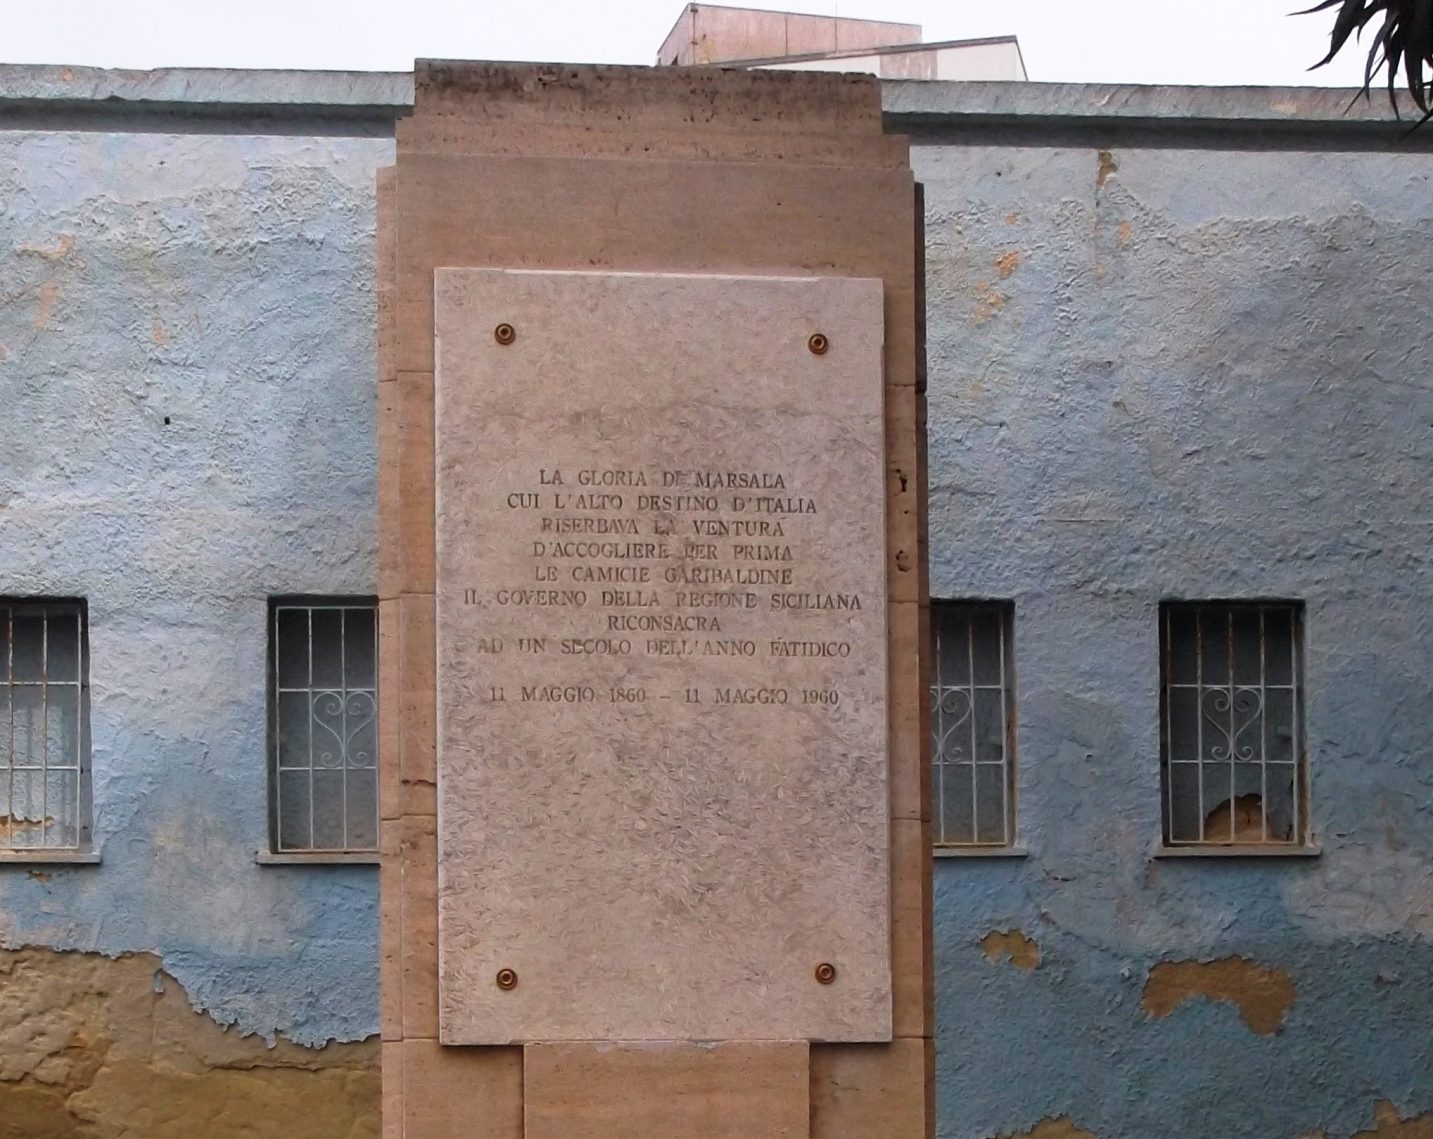 LA GLORIA DI MARSALA
CUI L'ALTO DESTINO D'ITALIA
RISERBAVA LA VENTURA
D'ACCOGLIERE PER PRIMA
LE CAMICIE GARIBALDINE
IL GOVERNO DELLA REGIONE SICILIANA
RICONSACRA
AD UN SECOLO DELL'ANNO FATIDICO
11 MAGGIO 1860 – 11 MAGGIO 1960